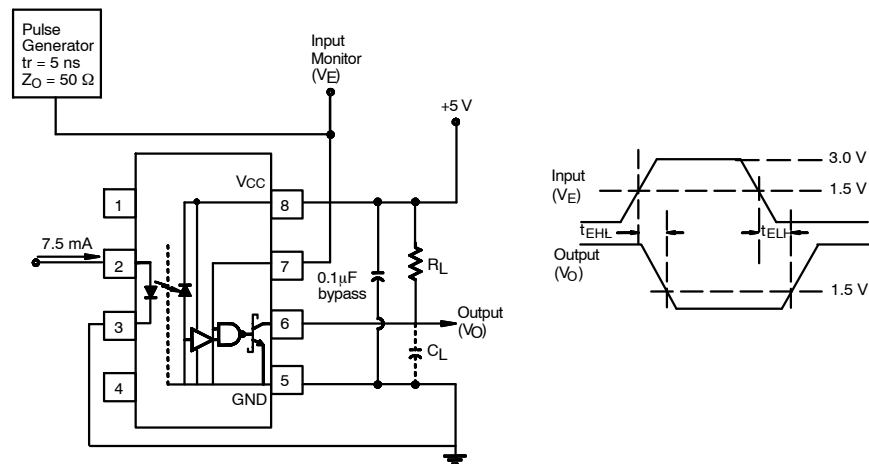 Pulse
Generator
tr = 5 ns
ZO = 50 Ω
Input
Monitor
(VE)
+5 V
VCC
1
8
7.5 mA
2
7
0.1μF
bypass
RL
3
6
Output
(VO)
CL
4
5
GND
3.0 V
Input
(VE)
1.5 V
tEHL
tELH
Output
(VO)
1.5 V